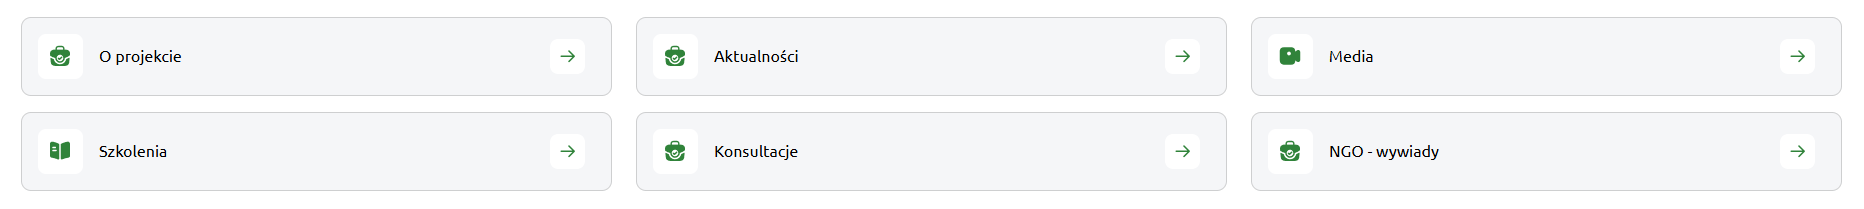 O projekcie
Aktualności
Media
Szkolenia
Konsultacje
NGO - wywiady